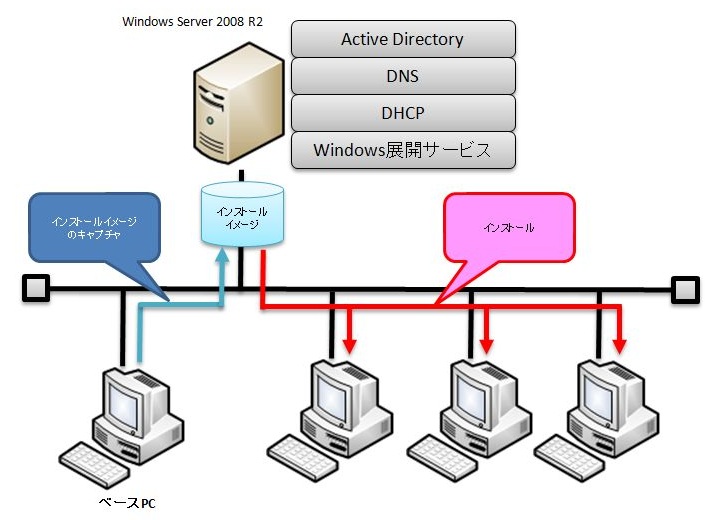 Windows Server 2008 R2
Active Directory
DNS
DHCP
Windows展開サービス
インストールイメージ
のキャプチャ
インストール
イメージ
インストール
ベースPC